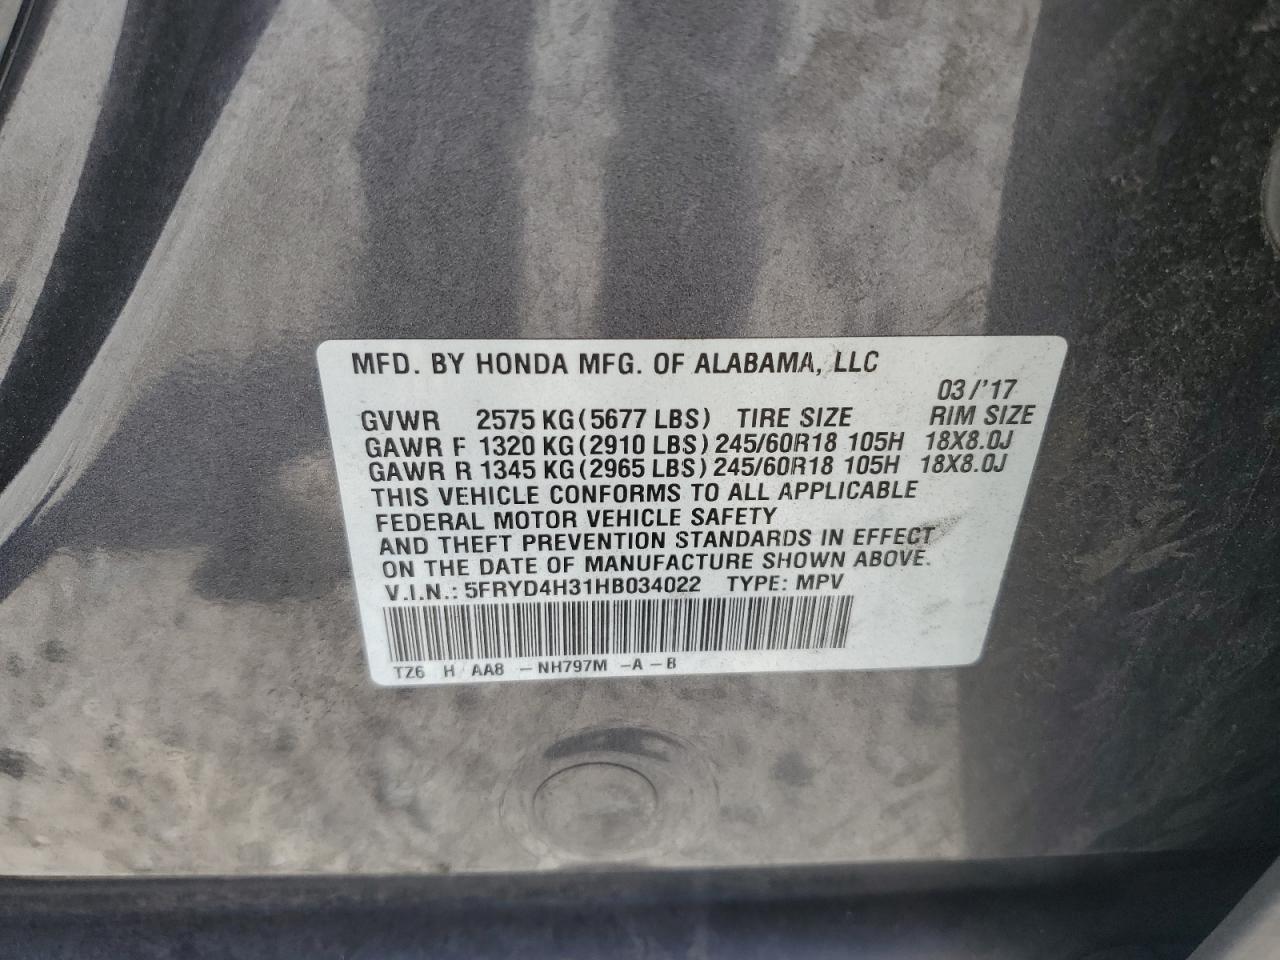 MFD. BY HONDA MFG. OF ALABAMA, LLC
03/'17
GVWR 2575 KG(5677 LBS) TIRE SIZE RIM SIZE
GAWR F 1320 KG(2910 LBS) 245/60R18 105H 18X8.0J
GAWR R 1345 KG(2965 LBS) 245/60R18 105H 18X8.0J
THIS VEHICLE CONFORMS TO ALL APPLICABLE
FEDERAL MOTOR VEHICLE SAFETY
AND THEFT PREVENTION STANDARDS IN EFFECT
ON THE DATE OF MANUFACTURE SHOWN ABOVE.
V.I.N.: 5FRYD4H31HB034022 TYPE: MPV
TZ6 H AA8 -NH797M -A-B